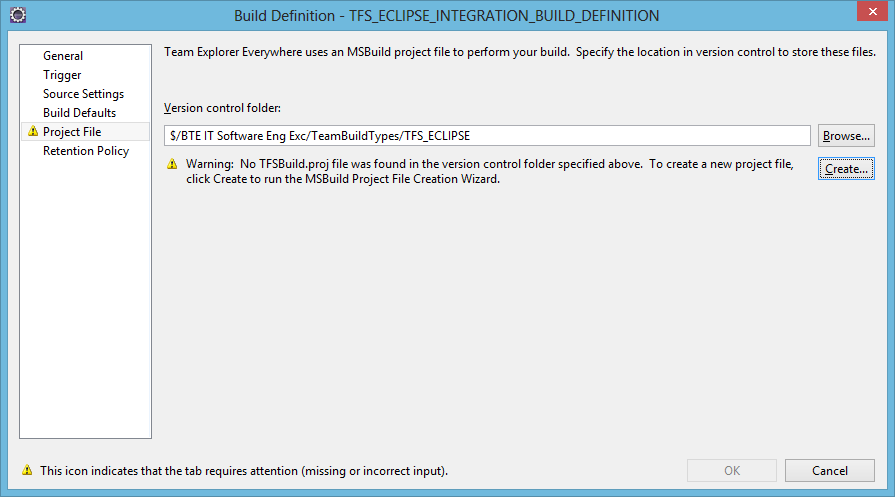 Build Definition - TFS_ECLIPSE_INTEGRATION_BUILD_DEFINITION
General
Trigger
Source Settings
Build Defaults
Project File
Retention Policy
Team Explorer Everywhere uses an MSBuild project file to perform your build.  Specify the location in version control to store these files.
Version control folder:
$/BTE IT Software Eng Exc/TeamBuildTypes/TFS_ECLIPSE
Browse...
Warning:  No TFSBuild.proj file was found in the version control folder specified above.  To create a new project file,
click Create to run the MSBuild Project File Creation Wizard.
Create...
This icon indicates that the tab requires attention (missing or incorrect input).
OK
Cancel